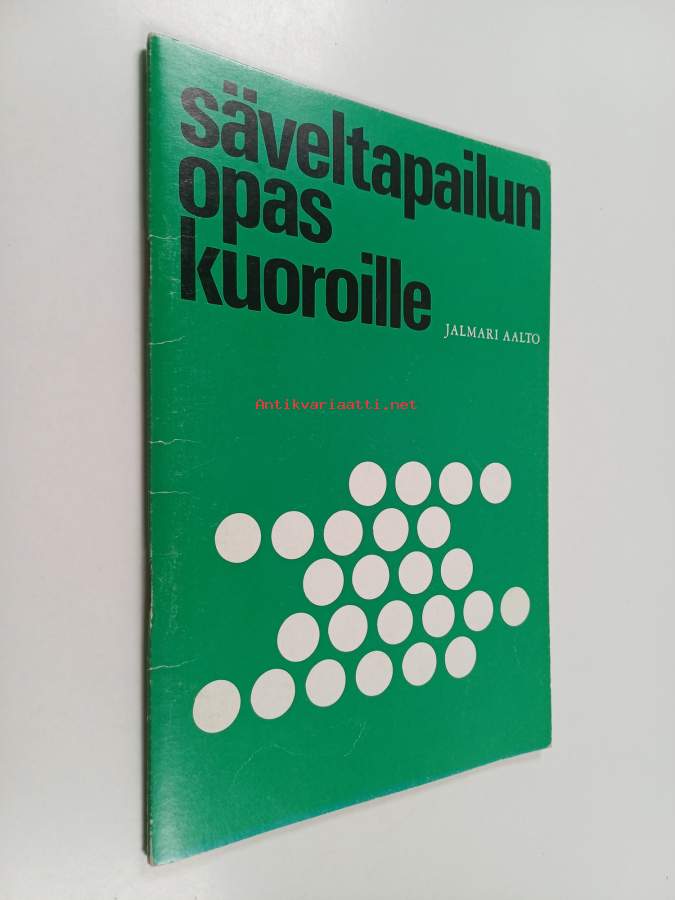 säveltapailun
opas
kuoroille
JALMARI AALTO
Antikvariaatti.net